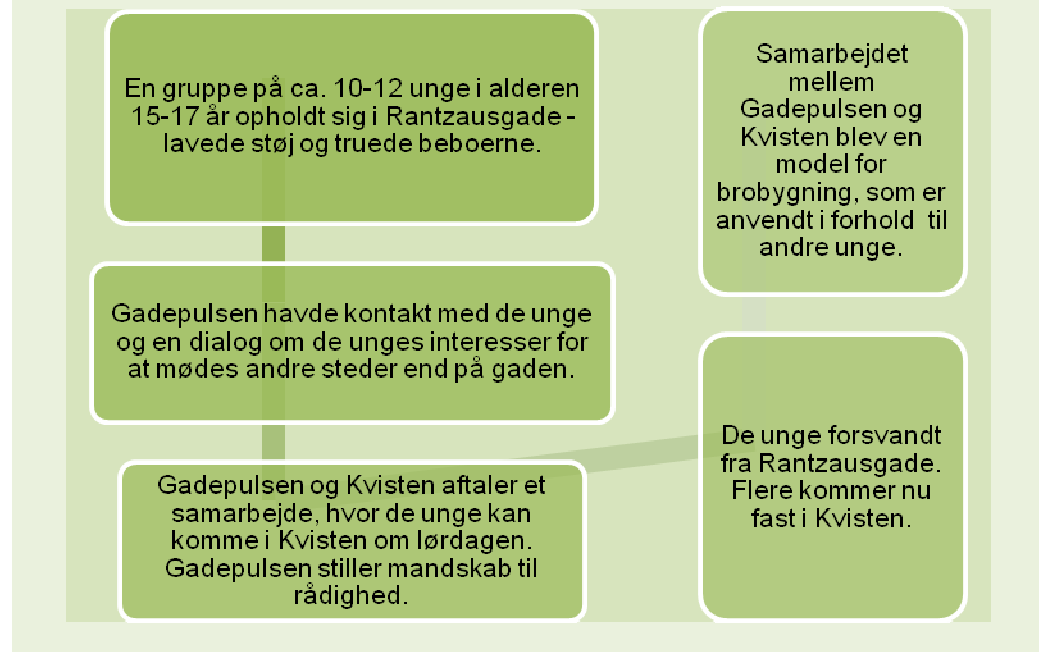 En gruppe på ca. 10-12 unge i alderen
15-17 år opholdt sig i Rantzausgade -
lavede støj og truede beboerne.
Gadepulsen havde kontakt med de unge
og en dialog om de unges interesser for
at mødes andre steder end på gaden.
Gadepulsen og Kvisten aftaler et
samarbejde, hvor de unge kan
komme i Kvisten om lørdagen.
Gadepulsen stiller mandskab til
rådighed.
De unge forsvandt
fra Rantzausgade.
Flere kommer nu
fast i Kvisten.
Samarbejdet
mellem
Gadepulsen og
Kvisten blev en
model for
brobygning, som er
anvendt i forhold  til
andre unge.